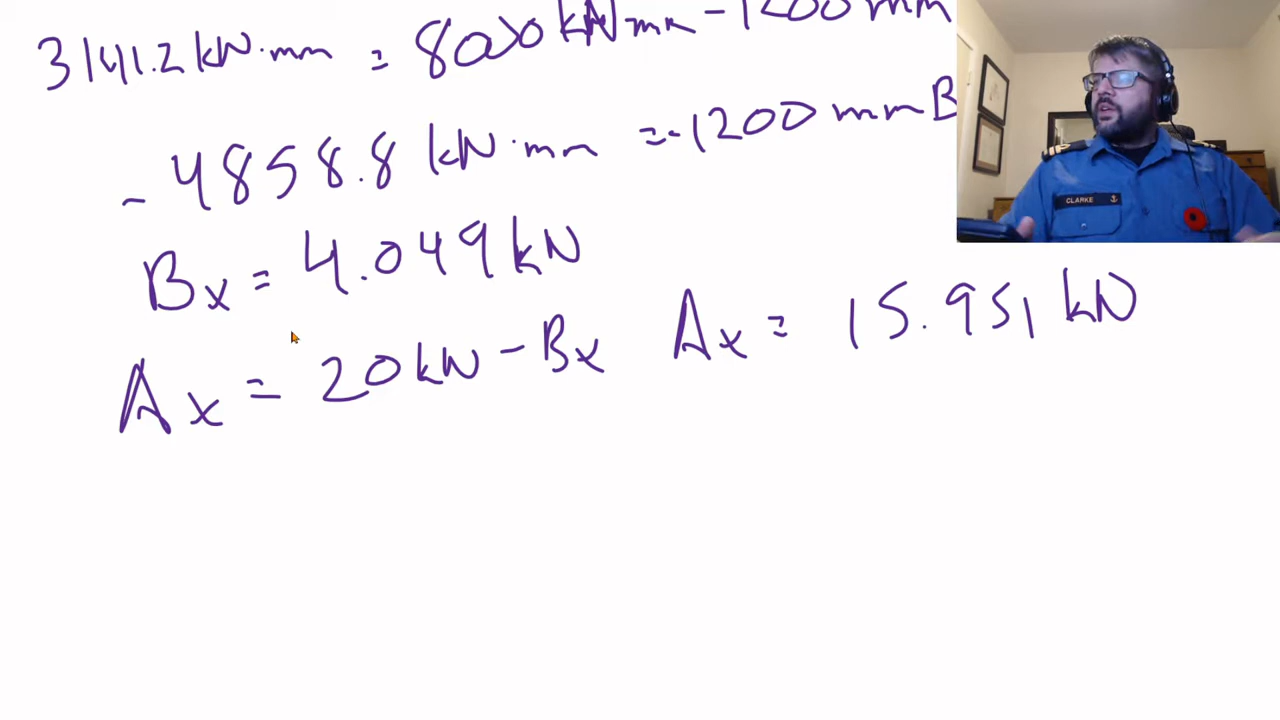 3141.2 kN·mm = 8000 kN mm - 1200 mm
- 4858.8 kN·mm = -1200 mm B
Bx = 4.049 kN
Ax = 20 kN - Bx Ax = 15.951 kN
CLARKE